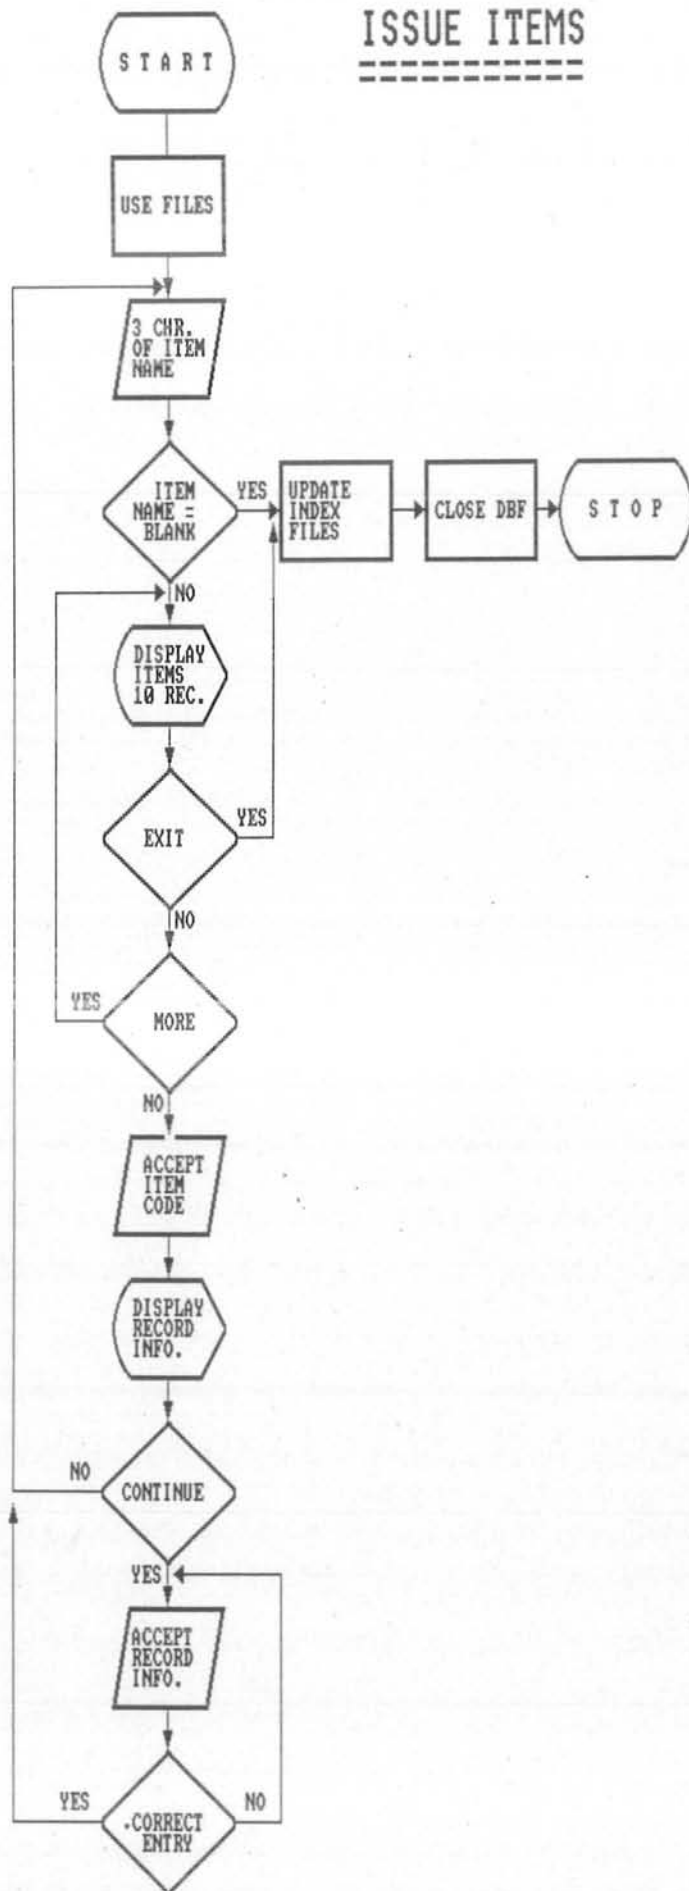 ISSUE ITEMS
============
S T A R T
USE FILES
3 CHR.
OF ITEM
NAME
ITEM
NAME =
BLANK
YES
UPDATE
INDEX
FILES
CLOSE DBF
S T O P
NO
DISPLAY
ITEMS
10 REC.
EXIT
YES
NO
MORE
YES
NO
ACCEPT
ITEM
CODE
DISPLAY
RECORD
INFO.
CONTINUE
NO
YES
ACCEPT
RECORD
INFO.
YES
NO
.CORRECT
ENTRY